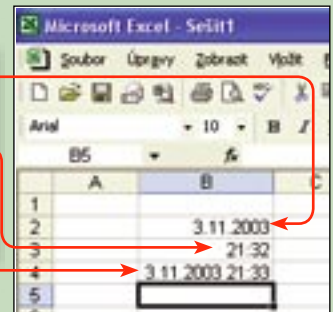 Microsoft Excel - Sešit1
Soubor Úpravy Zobrazit Vložit
Arial 10 B I
B5 fx
A B C
1
2 3.11.2003
3 21:32
4 3.11.2003 21:33
5